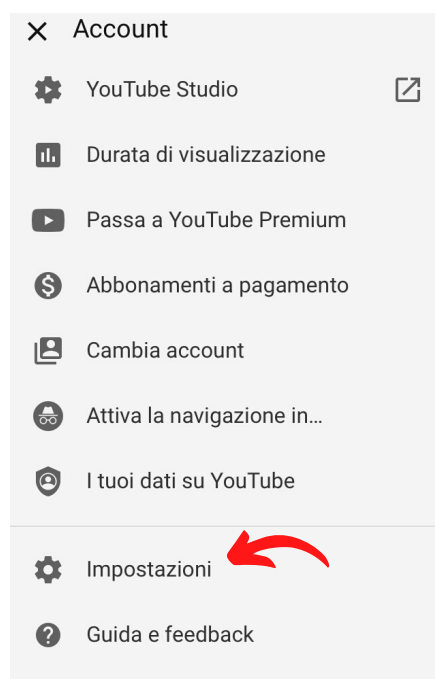 Account
YouTube Studio
Durata di visualizzazione
Passa a YouTube Premium
Abbonamenti a pagamento
Cambia account
Attiva la navigazione in...
I tuoi dati su YouTube
Impostazioni
Guida e feedback